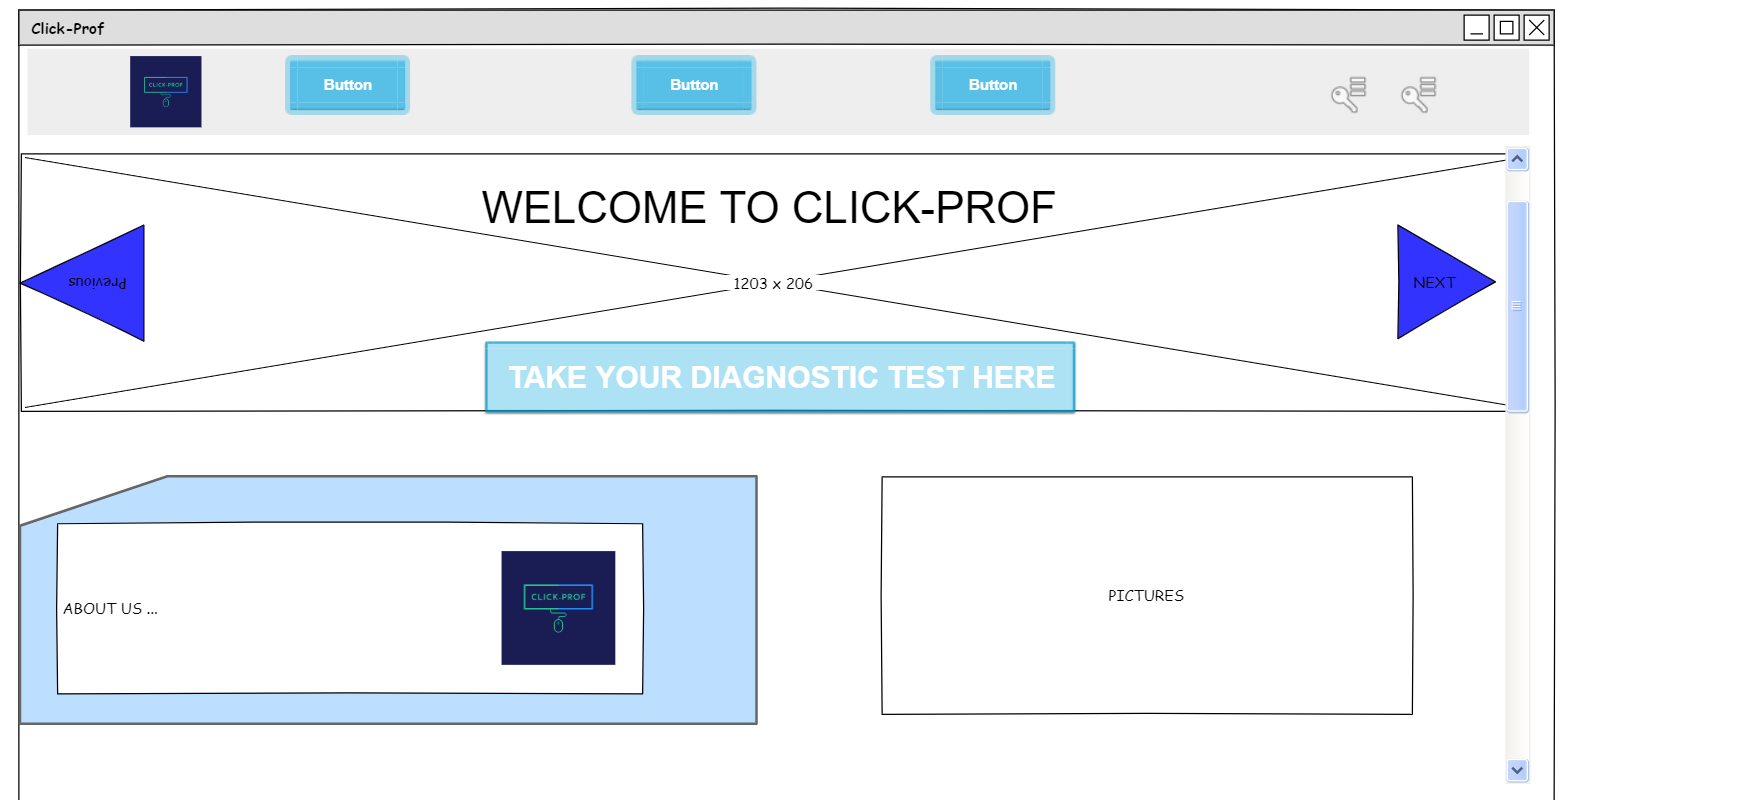 Click-Prof
CLICK-PROF
Button
Button
Button
WELCOME TO CLICK-PROF
Previous
1203 x 206
NEXT
TAKE YOUR DIAGNOSTIC TEST HERE
ABOUT US ...
CLICK-PROF
PICTURES